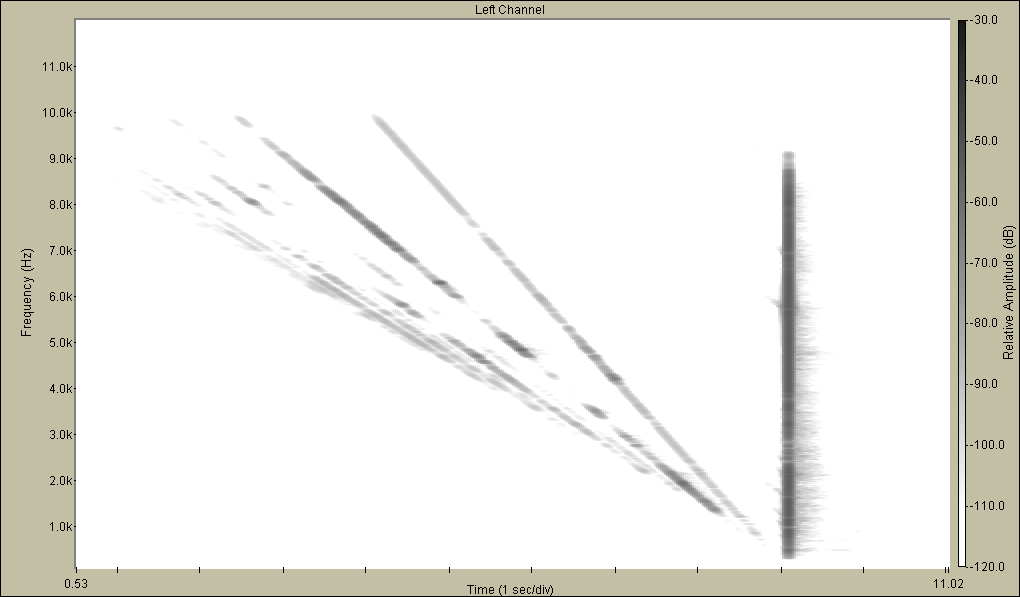 Left Channel
11.0k
10.0k
9.0k
8.0k
7.0k
6.0k
5.0k
4.0k
3.0k
2.0k
1.0k
Frequency (Hz)
0.53
Time (1 sec/div)
11.02
-30.0
-40.0
-50.0
-60.0
-70.0
-80.0
-90.0
-100.0
-110.0
-120.0
Relative Amplitude (dB)